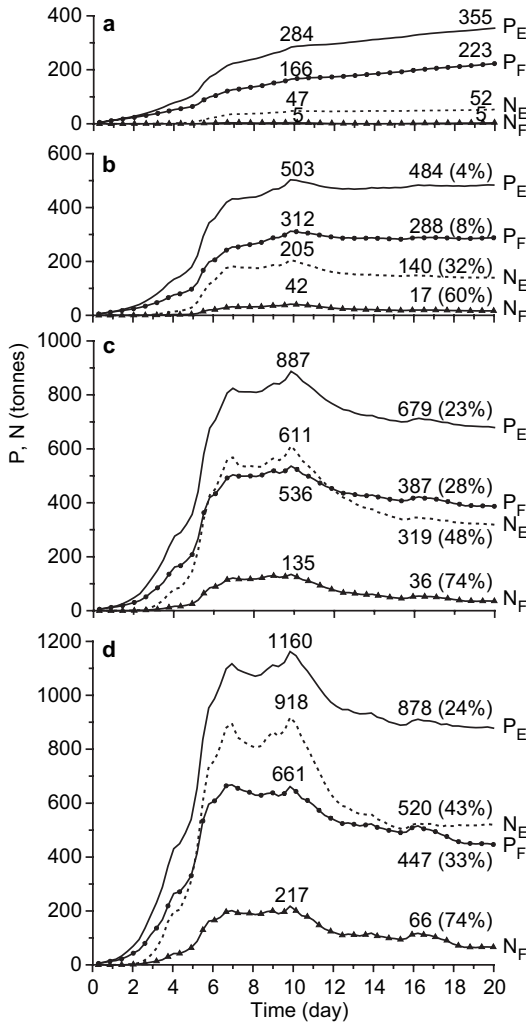 a
400
200
0
284
355
P_E
166
223
P_F
47
52
N_E
5
5
N_F
b
600
400
200
0
503
484 (4%)
P_E
312
288 (8%)
P_F
205
140 (32%)
N_E
42
17 (60%)
N_F
P, N (tonnes)
c
1000
800
600
400
200
0
887
679 (23%)
P_E
611
536
387 (28%)
P_F
N_E
319 (48%)
135
36 (74%)
N_F
d
1200
1000
800
600
400
200
0
1160
878 (24%)
P_E
918
520 (43%)
N_E
661
P_F
447 (33%)
217
66 (74%)
N_F
0 2 4 6 8 10 12 14 16 18 20
Time (day)